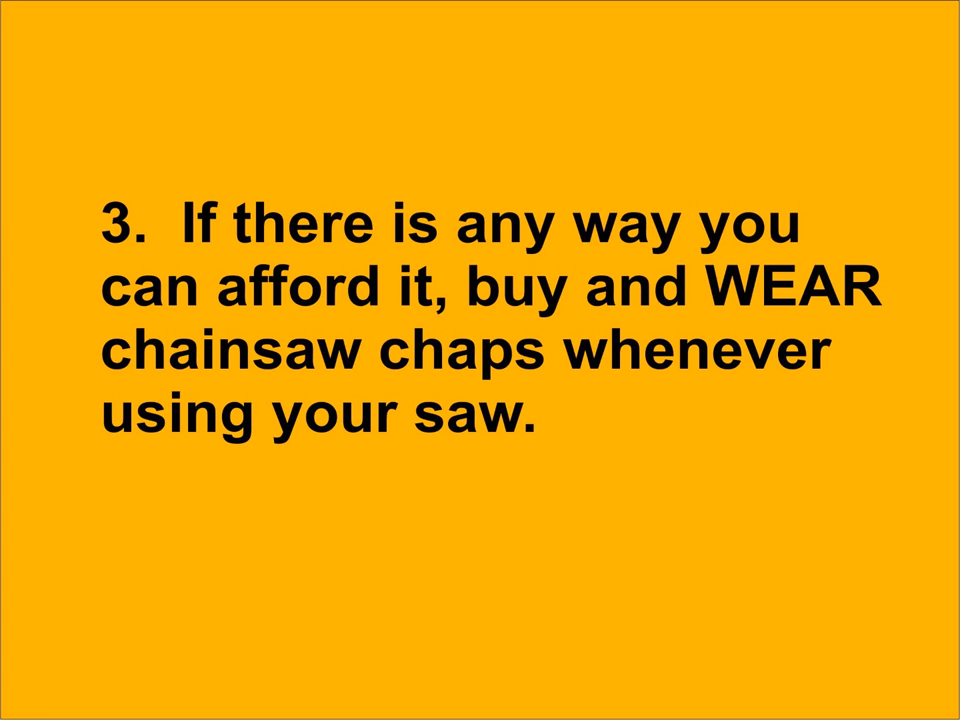 3.  If there is any way you
can afford it, buy and WEAR
chainsaw chaps whenever
using your saw.